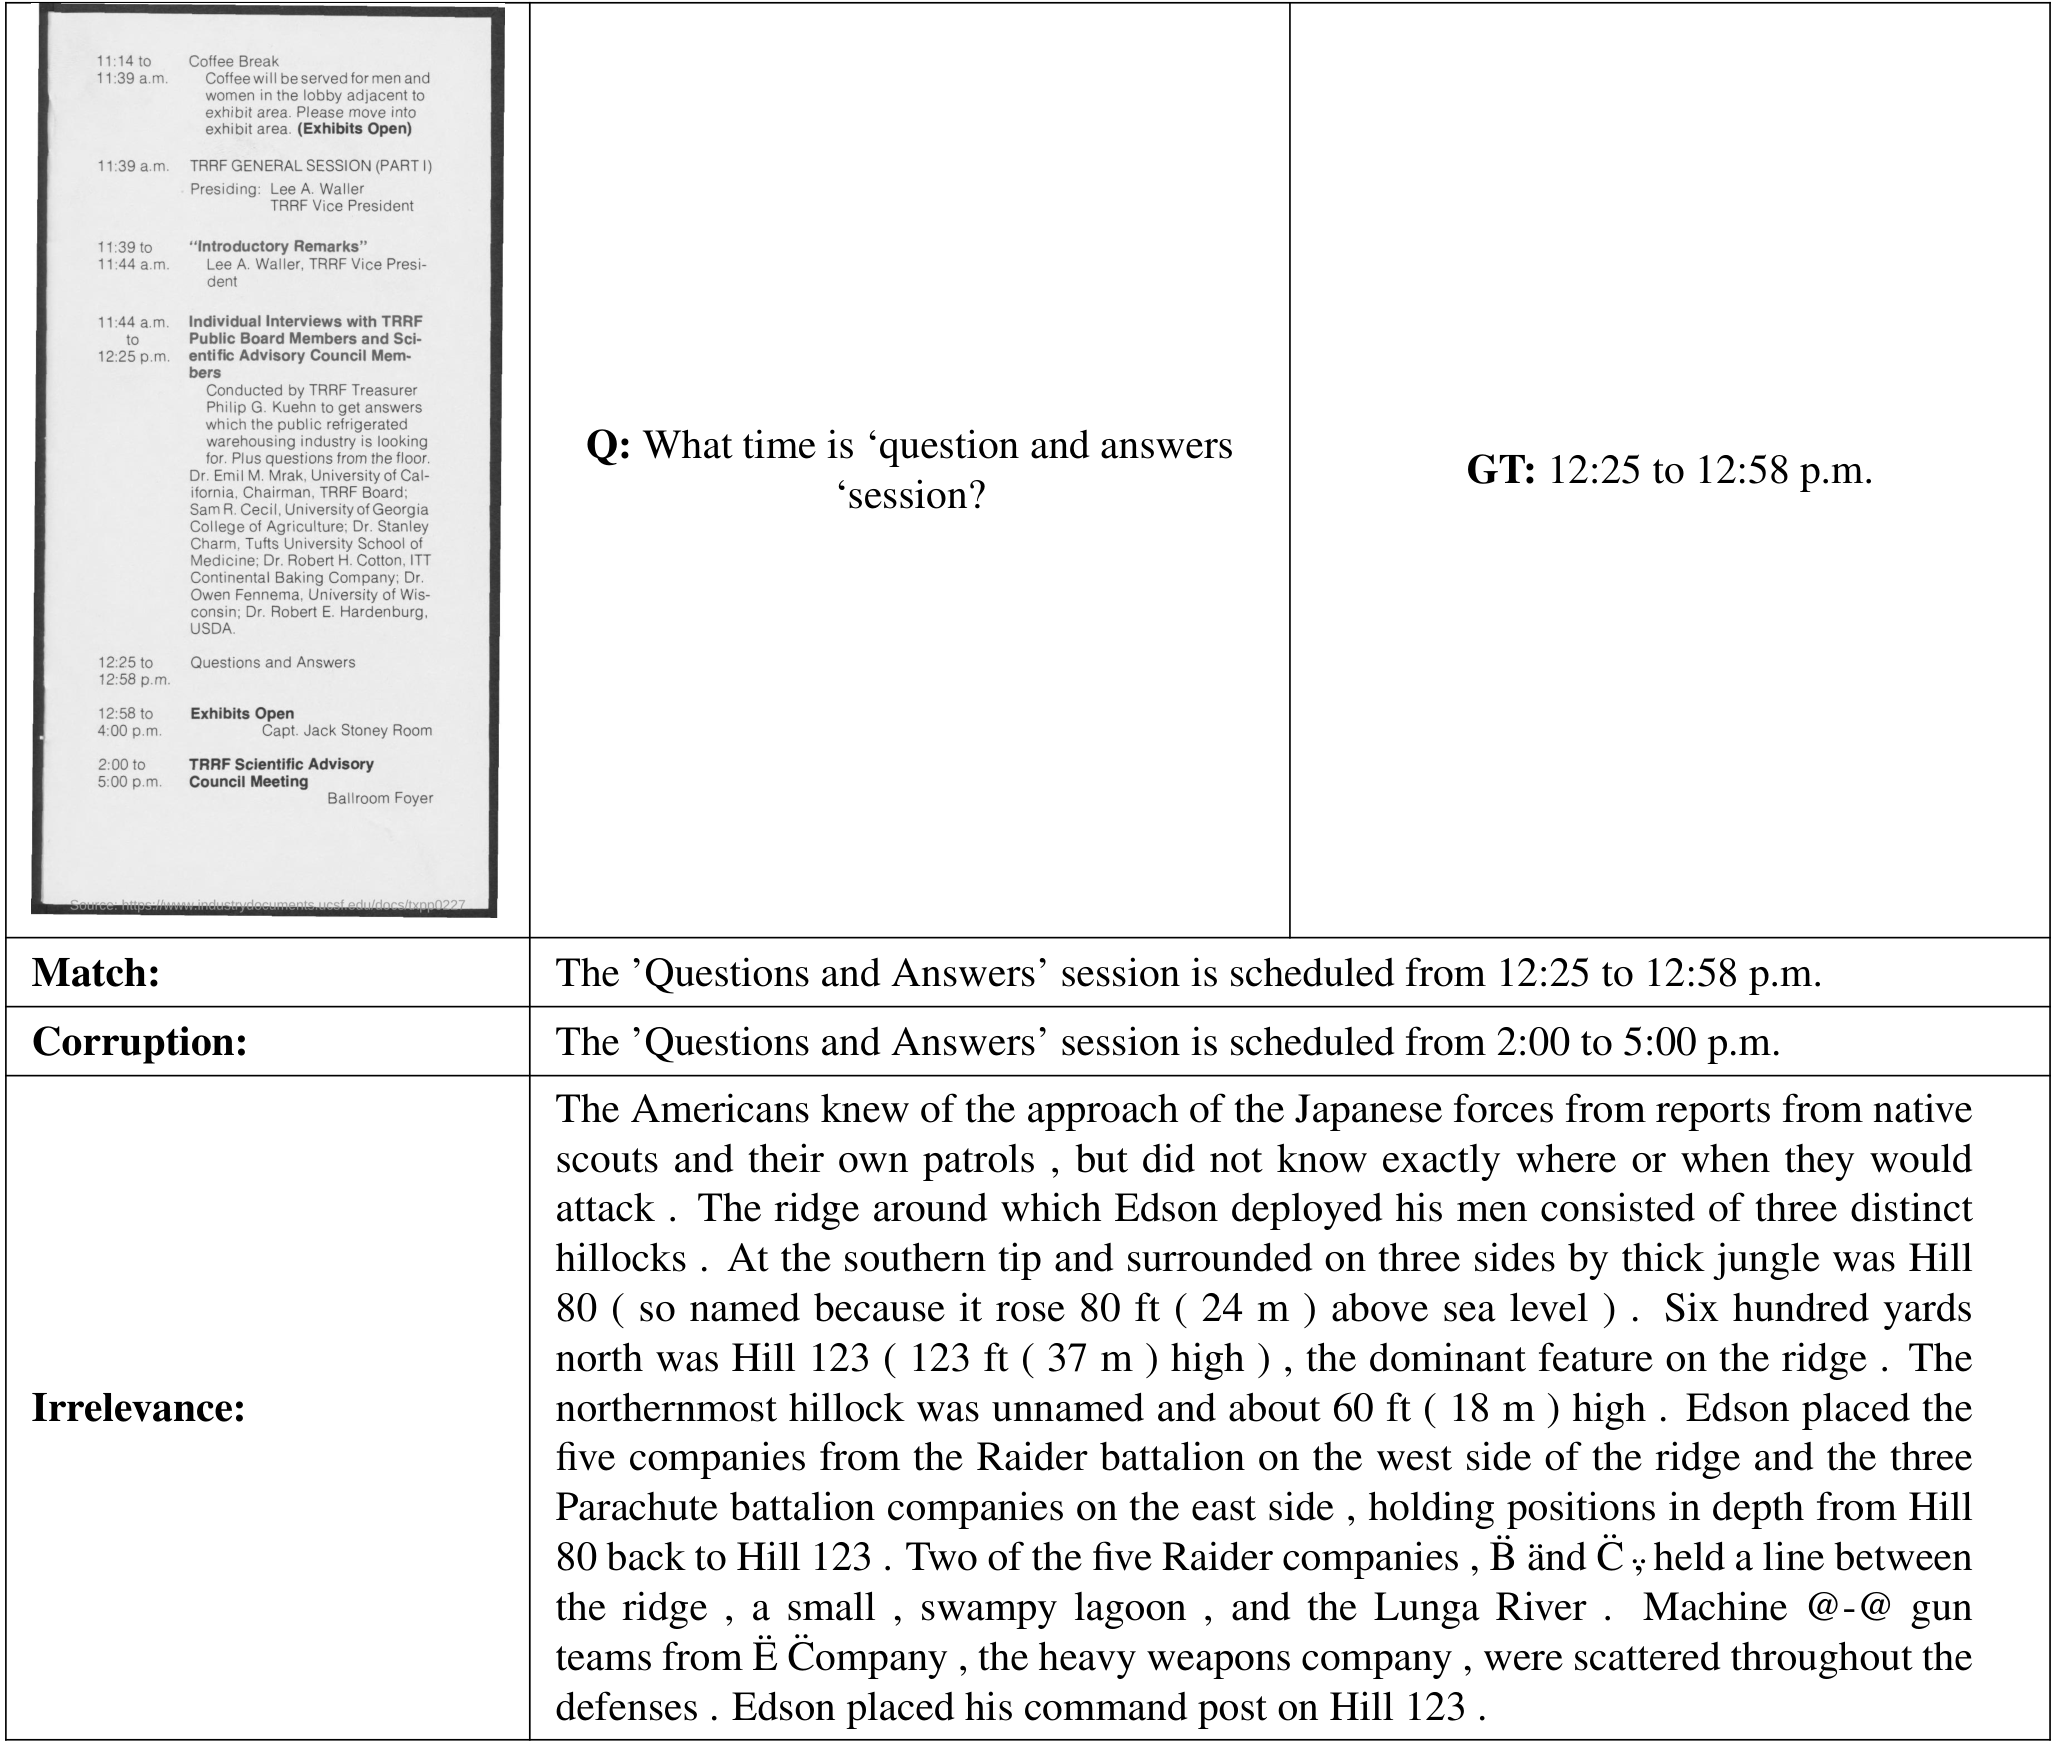 11:14 to Coffee Break
11:39 a.m. Coffee will be served for men and
women in the lobby adjacent to
exhibit area. Please move into
exhibit area. (Exhibits Open)
11:39 a.m. TRRF GENERAL SESSION (PART I)
Presiding: Lee A. Waller
TRRF Vice President
11:39 to "Introductory Remarks"
11:44 a.m. Lee A. Waller, TRRF Vice Presi-
dent
11:44 a.m. Individual Interviews with TRRF
to Public Board Members and Sci-
12:25 p.m. entific Advisory Council Mem-
bers
Conducted by TRRF Treasurer
Philip G. Kuehn to get answers
which the public refrigerated
warehousing industry is looking
for. Plus questions from the floor.
Dr. Emil M. Mrak, University of Cal-
ifornia, Chairman, TRRF Board;
Sam R. Cecil, University of Georgia
College of Agriculture; Dr. Stanley
Charm, Tufts University School of
Medicine; Dr. Robert H. Cotton, ITT
Continental Baking Company; Dr.
Owen Fennema, University of Wis-
consin; Dr. Robert E. Hardenburg,
USDA.
12:25 to Questions and Answers
12:58 p.m.
12:58 to Exhibits Open
4:00 p.m. Capt. Jack Stoney Room
2:00 to TRRF Scientific Advisory
5:00 p.m. Council Meeting
Ballroom Foyer
Source: https://www.industrydocuments.ucsf.edu/docs/txpp0227
Q: What time is ‘question and answers
‘session?
GT: 12:25 to 12:58 p.m.
Match: The ’Questions and Answers’ session is scheduled from 12:25 to 12:58 p.m.
Corruption: The ’Questions and Answers’ session is scheduled from 2:00 to 5:00 p.m.
Irrelevance:
The Americans knew of the approach of the Japanese forces from reports from native
scouts and their own patrols , but did not know exactly where or when they would
attack . The ridge around which Edson deployed his men consisted of three distinct
hillocks . At the southern tip and surrounded on three sides by thick jungle was Hill
80 ( so named because it rose 80 ft ( 24 m ) above sea level ) . Six hundred yards
north was Hill 123 ( 123 ft ( 37 m ) high ) , the dominant feature on the ridge . The
northernmost hillock was unnamed and about 60 ft ( 18 m ) high . Edson placed the
five companies from the Raider battalion on the west side of the ridge and the three
Parachute battalion companies on the east side , holding positions in depth from Hill
80 back to Hill 123 . Two of the five Raider companies , B̈ änd C̈ ,̈ held a line between
the ridge , a small , swampy lagoon , and the Lunga River . Machine @-@ gun
teams from Ë C̈ompany , the heavy weapons company , were scattered throughout the
defenses . Edson placed his command post on Hill 123 .